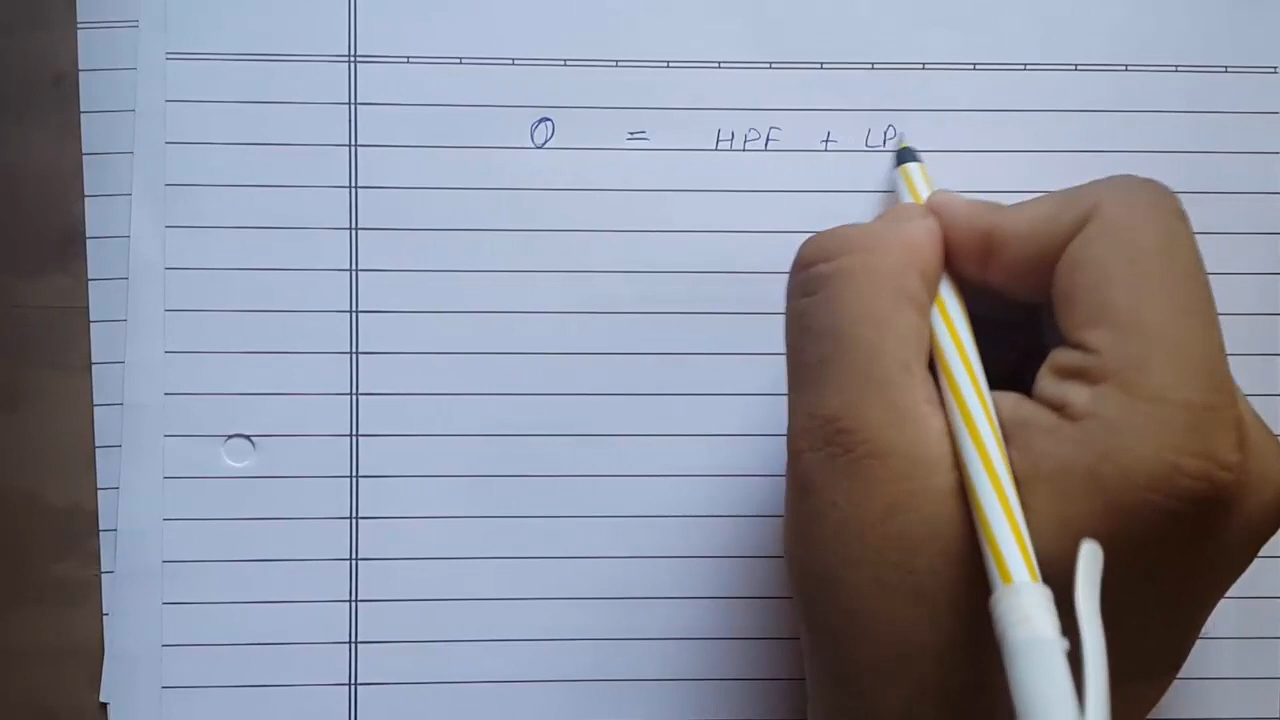 O = HPF + LP